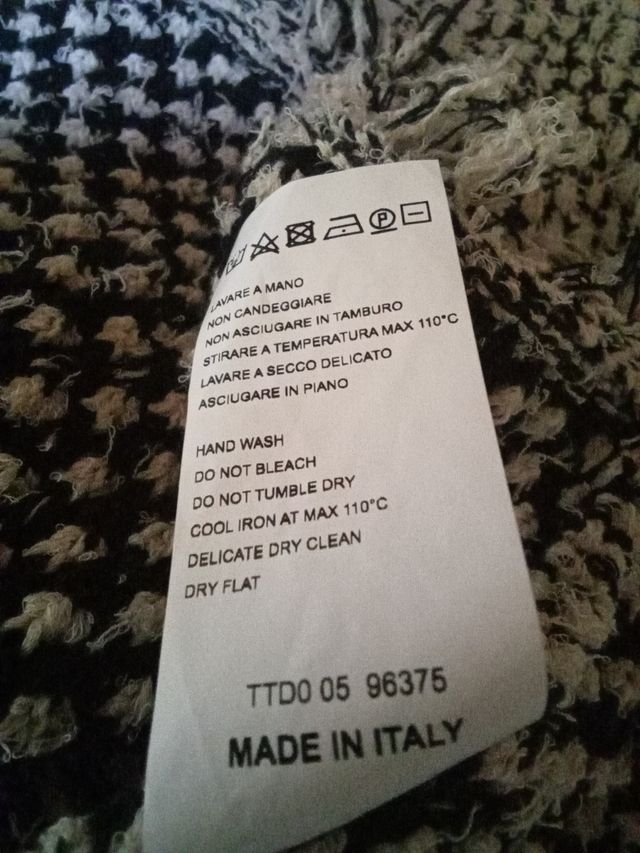 P
LAVARE A MANO
NON CANDEGGIARE
NON ASCIUGARE IN TAMBURO
STIRARE A TEMPERATURA MAX 110°C
LAVARE A SECCO DELICATO
ASCIUGARE IN PIANO
HAND WASH
DO NOT BLEACH
DO NOT TUMBLE DRY
COOL IRON AT MAX 110°C
DELICATE DRY CLEAN
DRY FLAT
TTD0 05 96375
MADE IN ITALY